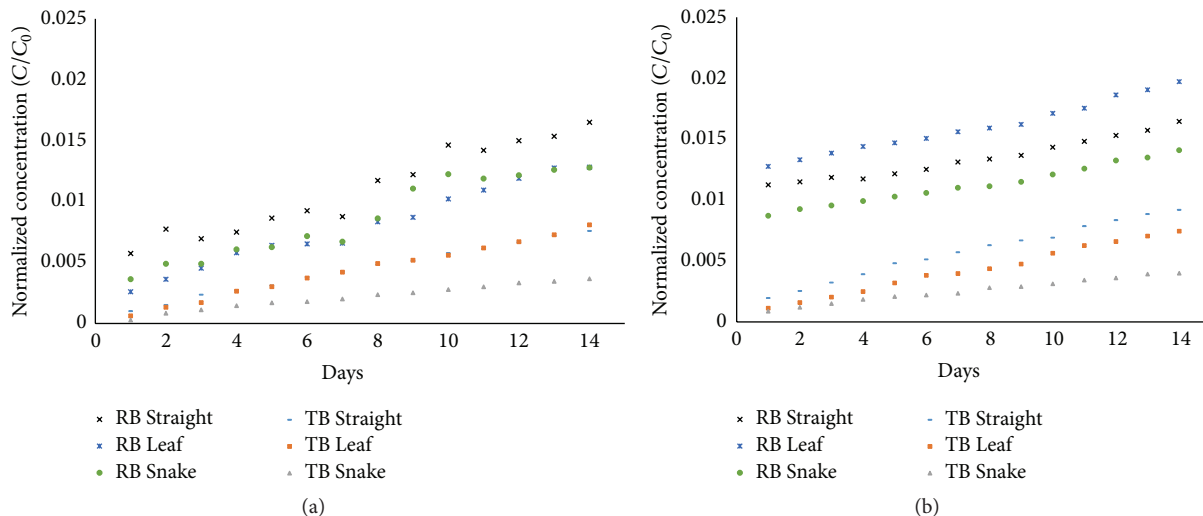 0.025
0.02
0.015
0.01
0.005
0
Normalized concentration (C/C0)
0 2 4 6 8 10 12 14
Days
× RB Straight
RB Leaf
RB Snake
TB Straight
TB Leaf
TB Snake
(a)
0.025
0.02
0.015
0.01
0.005
0
Normalized concentration (C/C0)
0 2 4 6 8 10 12 14
Days
RB Straight
RB Leaf
RB Snake
TB Straight
TB Leaf
TB Snake
(b)